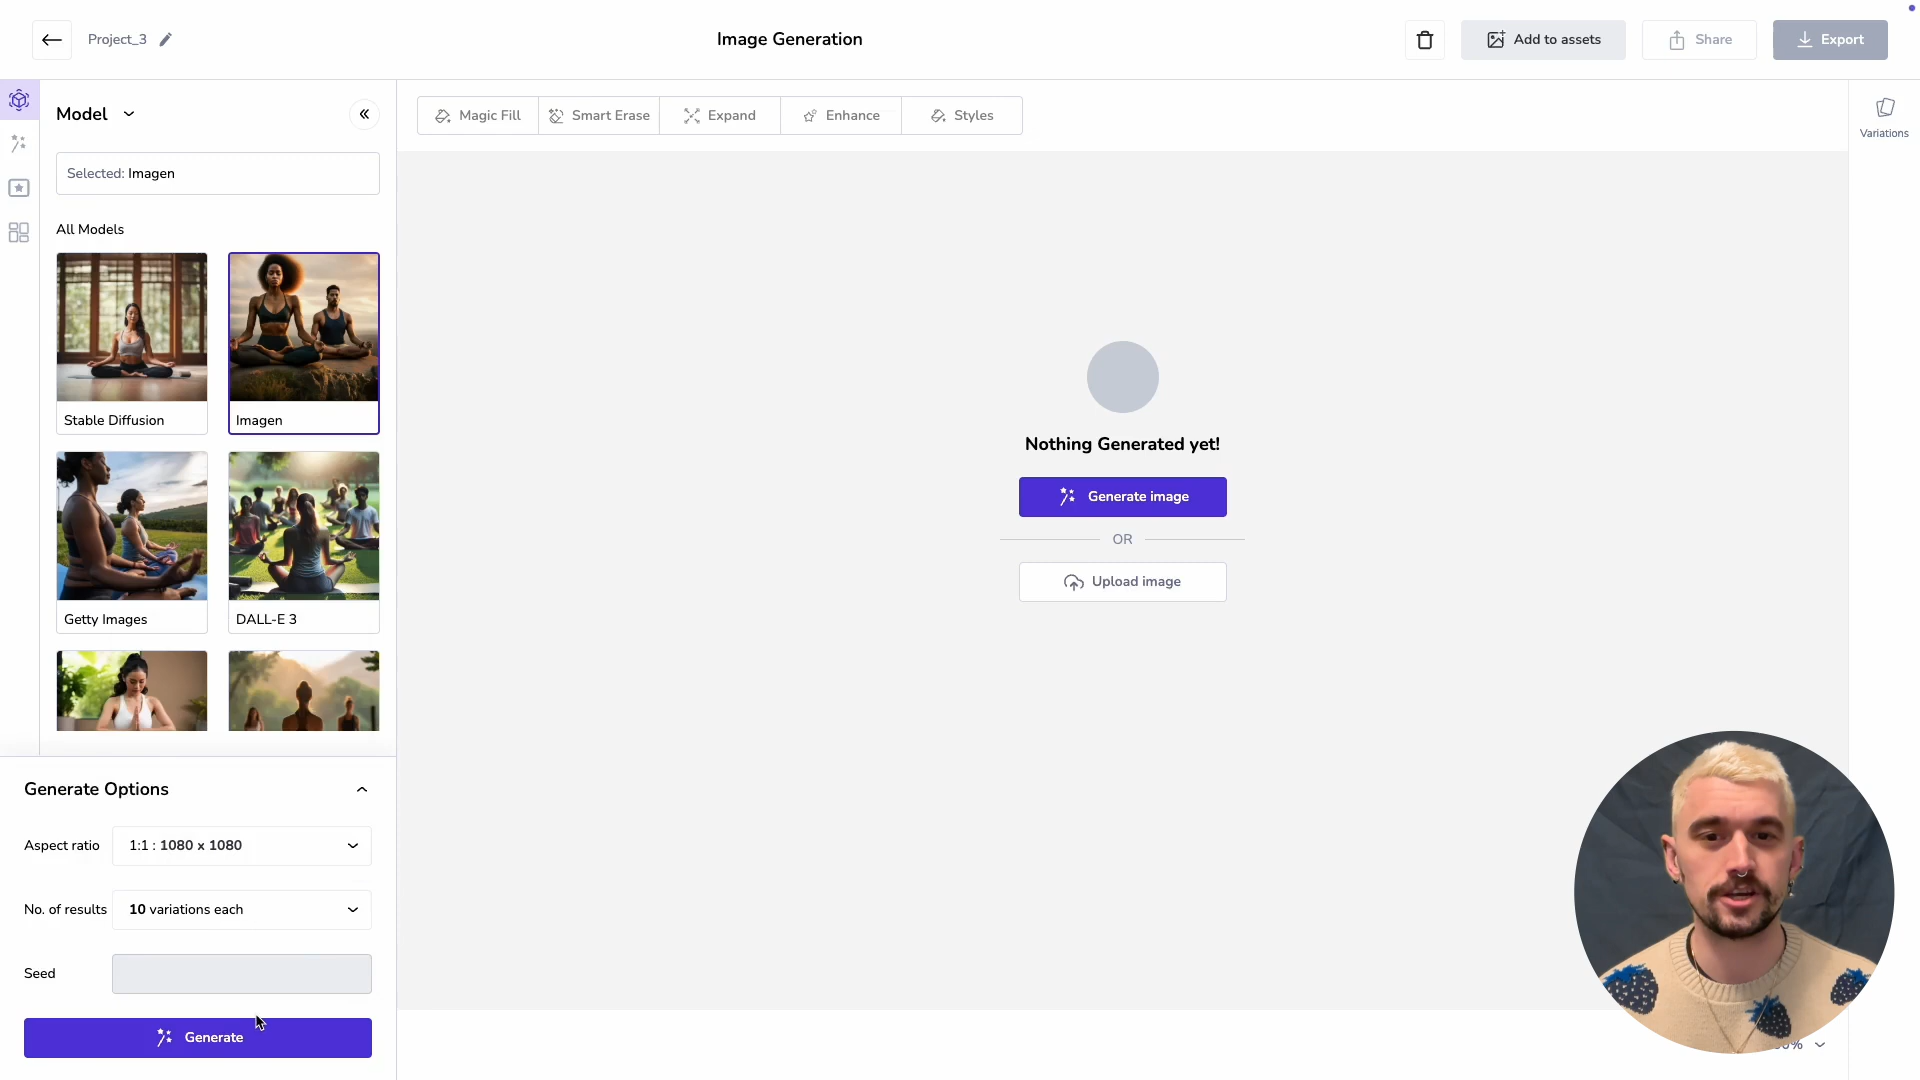 Project_3
Image Generation
Add to assets
Share
Export
Model
Selected: Imagen
All Models
Stable Diffusion
Imagen
Getty Images
DALL-E 3
Magic Fill
Smart Erase
Expand
Enhance
Styles
Variations
Nothing Generated yet!
Generate image
OR
Upload image
Generate Options
Aspect ratio
1:1 : 1080 x 1080
No. of results
10 variations each
Seed
Generate